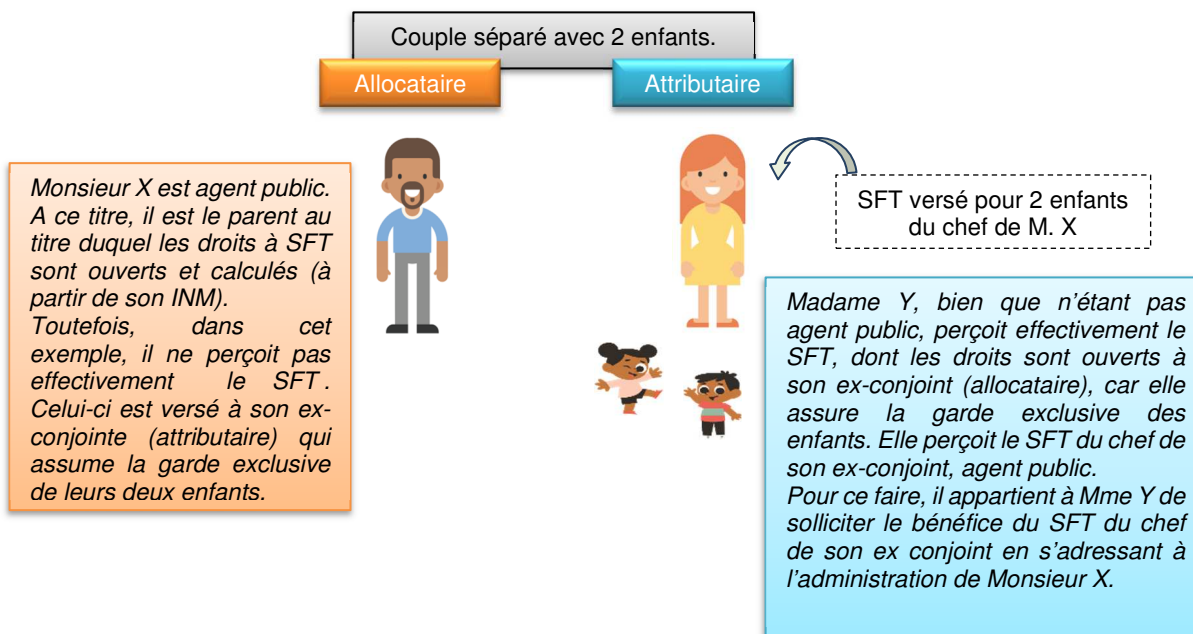 Couple séparé avec 2 enfants.
Allocataire
Attributaire
Monsieur X est agent public.
A ce titre, il est le parent au
titre duquel les droits à SFT
sont ouverts et calculés (à
partir de son INM).
Toutefois, dans cet
exemple, il ne perçoit pas
effectivement le SFT.
Celui-ci est versé à son ex-
conjointe (attributaire) qui
assume la garde exclusive
de leurs deux enfants.
SFT versé pour 2 enfants
du chef de M. X
Madame Y, bien que n'étant pas
agent public, perçoit effectivement le
SFT, dont les droits sont ouverts à
son ex-conjoint (allocataire), car elle
assure la garde exclusive des
enfants. Elle perçoit le SFT du chef de
son ex-conjoint, agent public.
Pour ce faire, il appartient à Mme Y de
solliciter le bénéfice du SFT du chef
de son ex conjoint en s'adressant à
l'administration de Monsieur X.